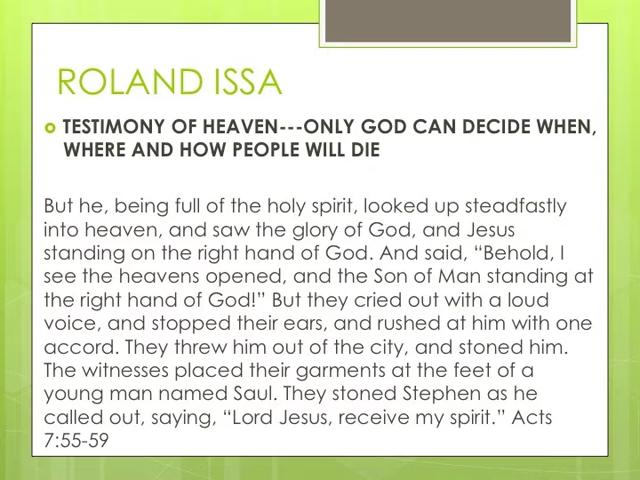 ROLAND ISSA
TESTIMONY OF HEAVEN---ONLY GOD CAN DECIDE WHEN,
WHERE AND HOW PEOPLE WILL DIE
But he, being full of the holy spirit, looked up steadfastly
into heaven, and saw the glory of God, and Jesus
standing on the right hand of God. And said, “Behold, I
see the heavens opened, and the Son of Man standing at
the right hand of God!” But they cried out with a loud
voice, and stopped their ears, and rushed at him with one
accord. They threw him out of the city, and stoned him.
The witnesses placed their garments at the feet of a
young man named Saul. They stoned Stephen as he
called out, saying, “Lord Jesus, receive my spirit.” Acts
7:55-59